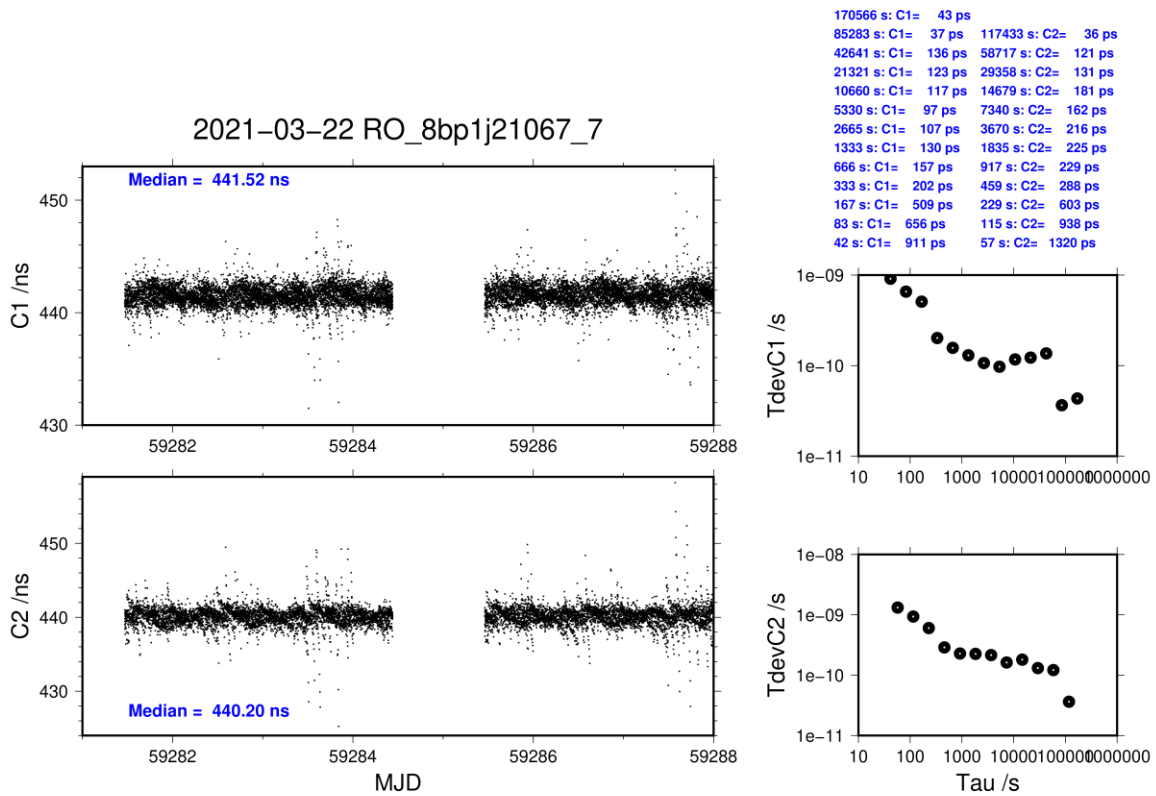 170566 s: C1= 43 ps
85283 s: C1= 37 ps 117433 s: C2= 36 ps
42641 s: C1= 136 ps 58717 s: C2= 121 ps
21321 s: C1= 123 ps 29358 s: C2= 131 ps
10660 s: C1= 117 ps 14679 s: C2= 181 ps
5330 s: C1= 97 ps 7340 s: C2= 162 ps
2665 s: C1= 107 ps 3670 s: C2= 216 ps
1333 s: C1= 130 ps 1835 s: C2= 225 ps
666 s: C1= 157 ps 917 s: C2= 229 ps
333 s: C1= 202 ps 459 s: C2= 288 ps
167 s: C1= 509 ps 229 s: C2= 603 ps
83 s: C1= 656 ps 115 s: C2= 938 ps
42 s: C1= 911 ps 57 s: C2= 1320 ps
2021−03−22 RO_8bp1j21067_7
Median = 441.52 ns
450
440
430
C1 /ns
59282 59284 59286 59288
1e−09
1e−10
1e−11
TdevC1 /s
10 100 1000 10000 100000 1000000
450
440
430
C2 /ns
Median = 440.20 ns
59282 59284 59286 59288
MJD
1e−08
1e−09
1e−10
1e−11
TdevC2 /s
10 100 1000 10000 100000 1000000
Tau /s